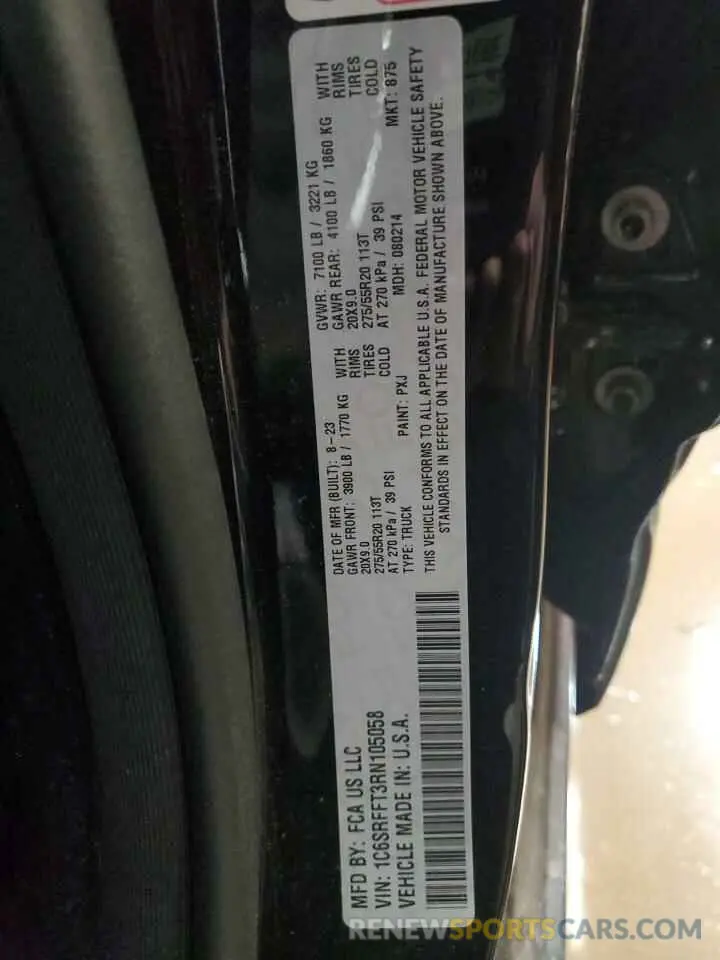 MFD BY: FCA US LLC
VIN: 1C6SRFFT3RN105058
VEHICLE MADE IN: U.S.A.
DATE OF MFR (BUILT): 8-23
GVWR: 7100 LB / 3221 KG
GAWR FRONT: 3900 LB / 1770 KG WITH
GAWR REAR: 4100 LB / 1860 KG WITH
20X9.0 RIMS
20X9.0 RIMS
275/55R20 113T TIRES
275/55R20 113T TIRES
AT 270 kPa / 39 PSI COLD
AT 270 kPa / 39 PSI COLD
TYPE: TRUCK PAINT: PXJ MDH: 080214 MKT: 875
THIS VEHICLE CONFORMS TO ALL APPLICABLE U.S.A. FEDERAL MOTOR VEHICLE SAFETY
STANDARDS IN EFFECT ON THE DATE OF MANUFACTURE SHOWN ABOVE.
RENEWSPORTSCARS.COM